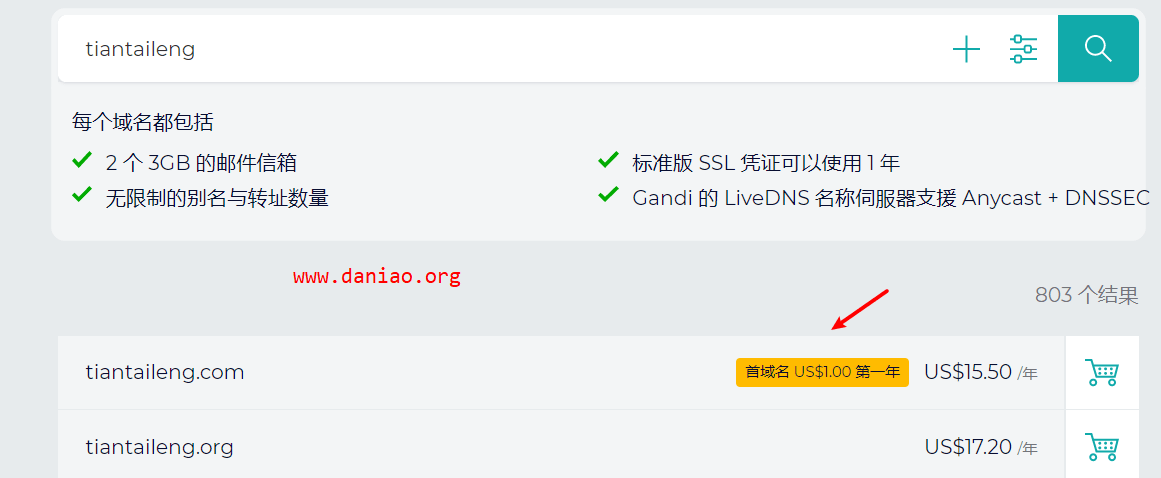 tiantaileng
每个域名都包括
2 个 3GB 的邮件信箱
标准版 SSL 凭证可以使用 1 年
无限制的别名与转址数量
Gandi 的 LiveDNS 名称伺服器支援 Anycast + DNSSEC
www.daniao.org
803 个结果
tiantaileng.com 首域名 US$1.00 第一年 US$15.50 /年
tiantaileng.org US$17.20 /年